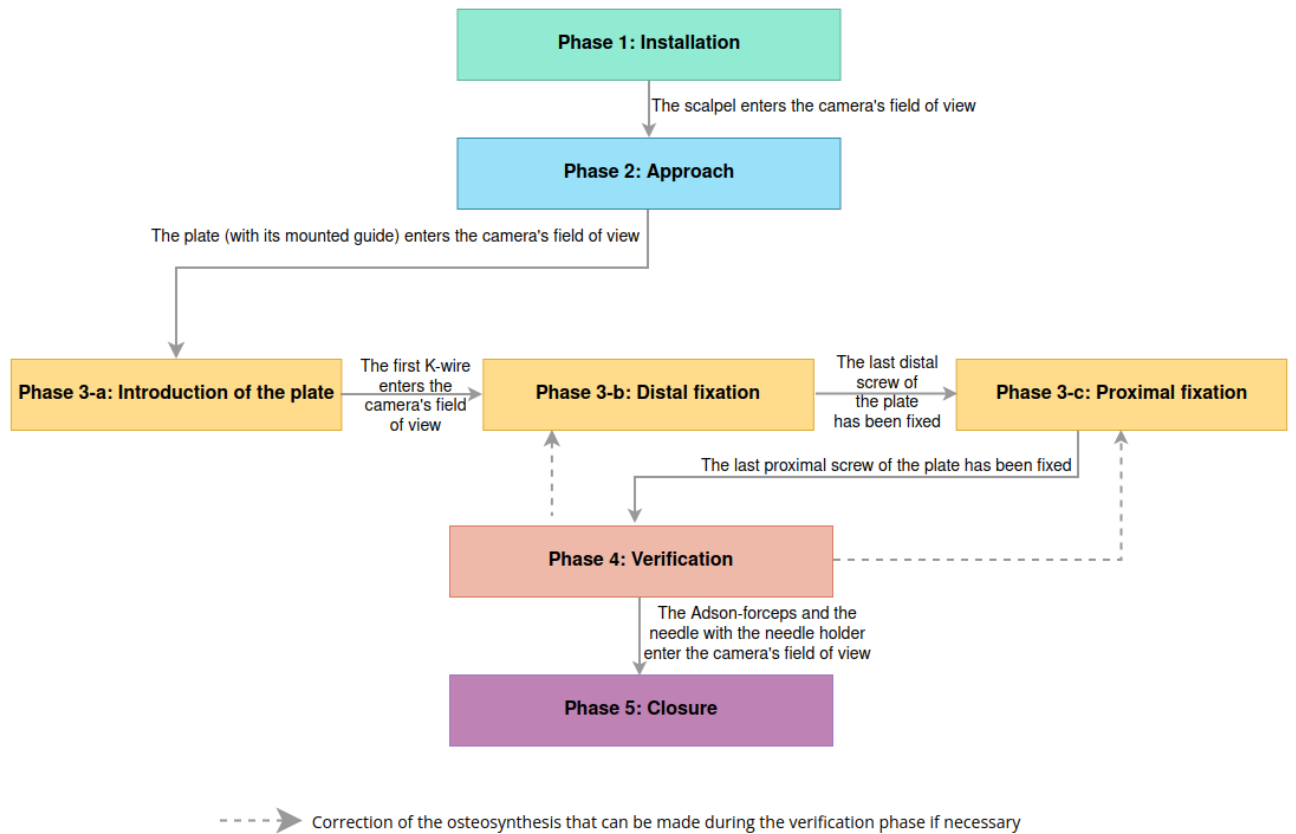 Phase 1: Installation
The scalpel enters the camera's field of view
Phase 2: Approach
The plate (with its mounted guide) enters the camera's field of view
Phase 3-a: Introduction of the plate
The first K-wire
enters the
camera's field
of view
Phase 3-b: Distal fixation
The last distal
screw of
the plate
has been fixed
Phase 3-c: Proximal fixation
The last proximal screw of the plate has been fixed
Phase 4: Verification
The Adson-forceps and the
needle with the needle holder
enter the camera's field of view
Phase 5: Closure
Correction of the osteosynthesis that can be made during the verification phase if necessary